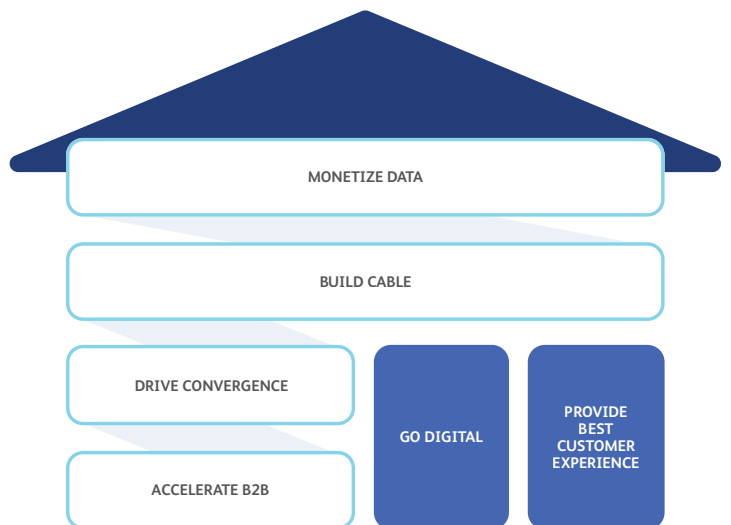 MONETIZE DATA
BUILD CABLE
DRIVE CONVERGENCE
GO DIGITAL
PROVIDE
BEST
CUSTOMER
EXPERIENCE
ACCELERATE B2B